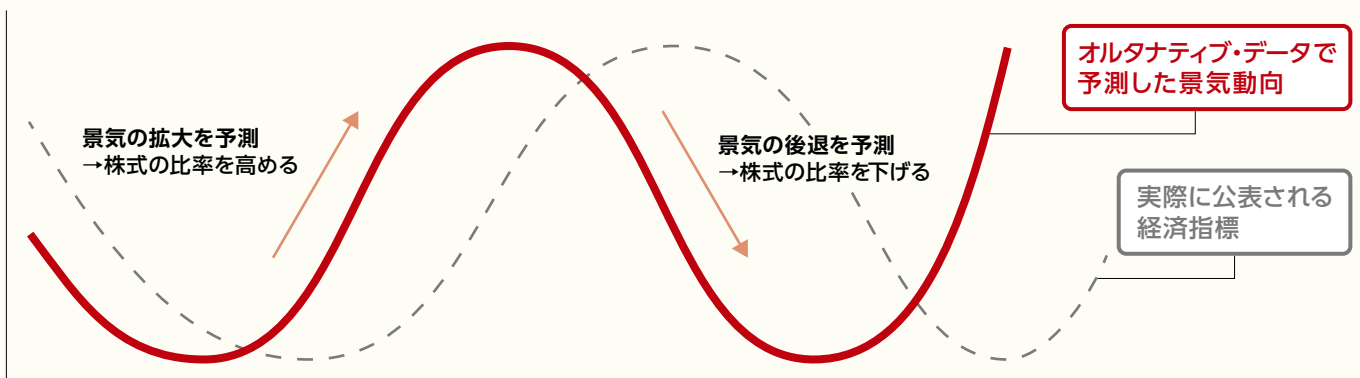 景気の拡大を予測
→株式の比率を高める
景気の後退を予測
→株式の比率を下げる
オルタナティブ・データで
予測した景気動向
実際に公表される
経済指標